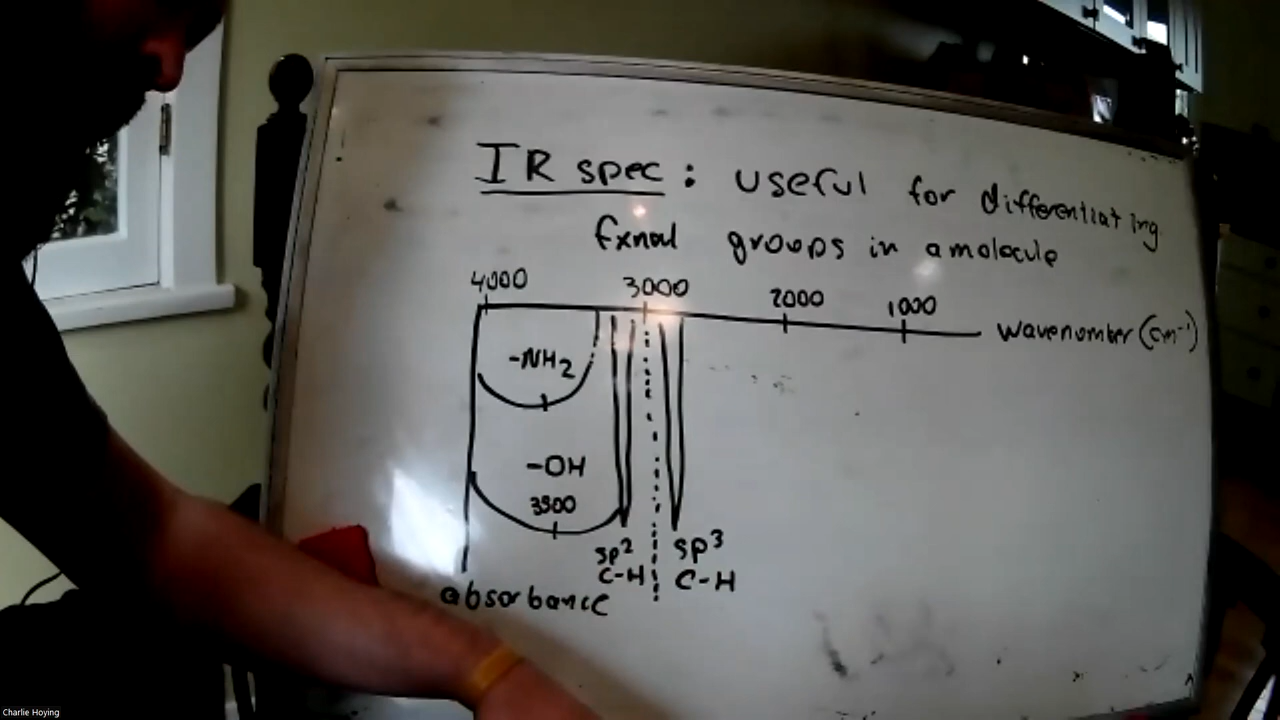 IR spec: useful for differentiating
fxnal groups in a molecule
4000 3000 2000 1000
wavenumber (cm⁻¹)
-NH₂
-OH
3500
sp² sp³
C-H C-H
absorbance
Charlie Hoying